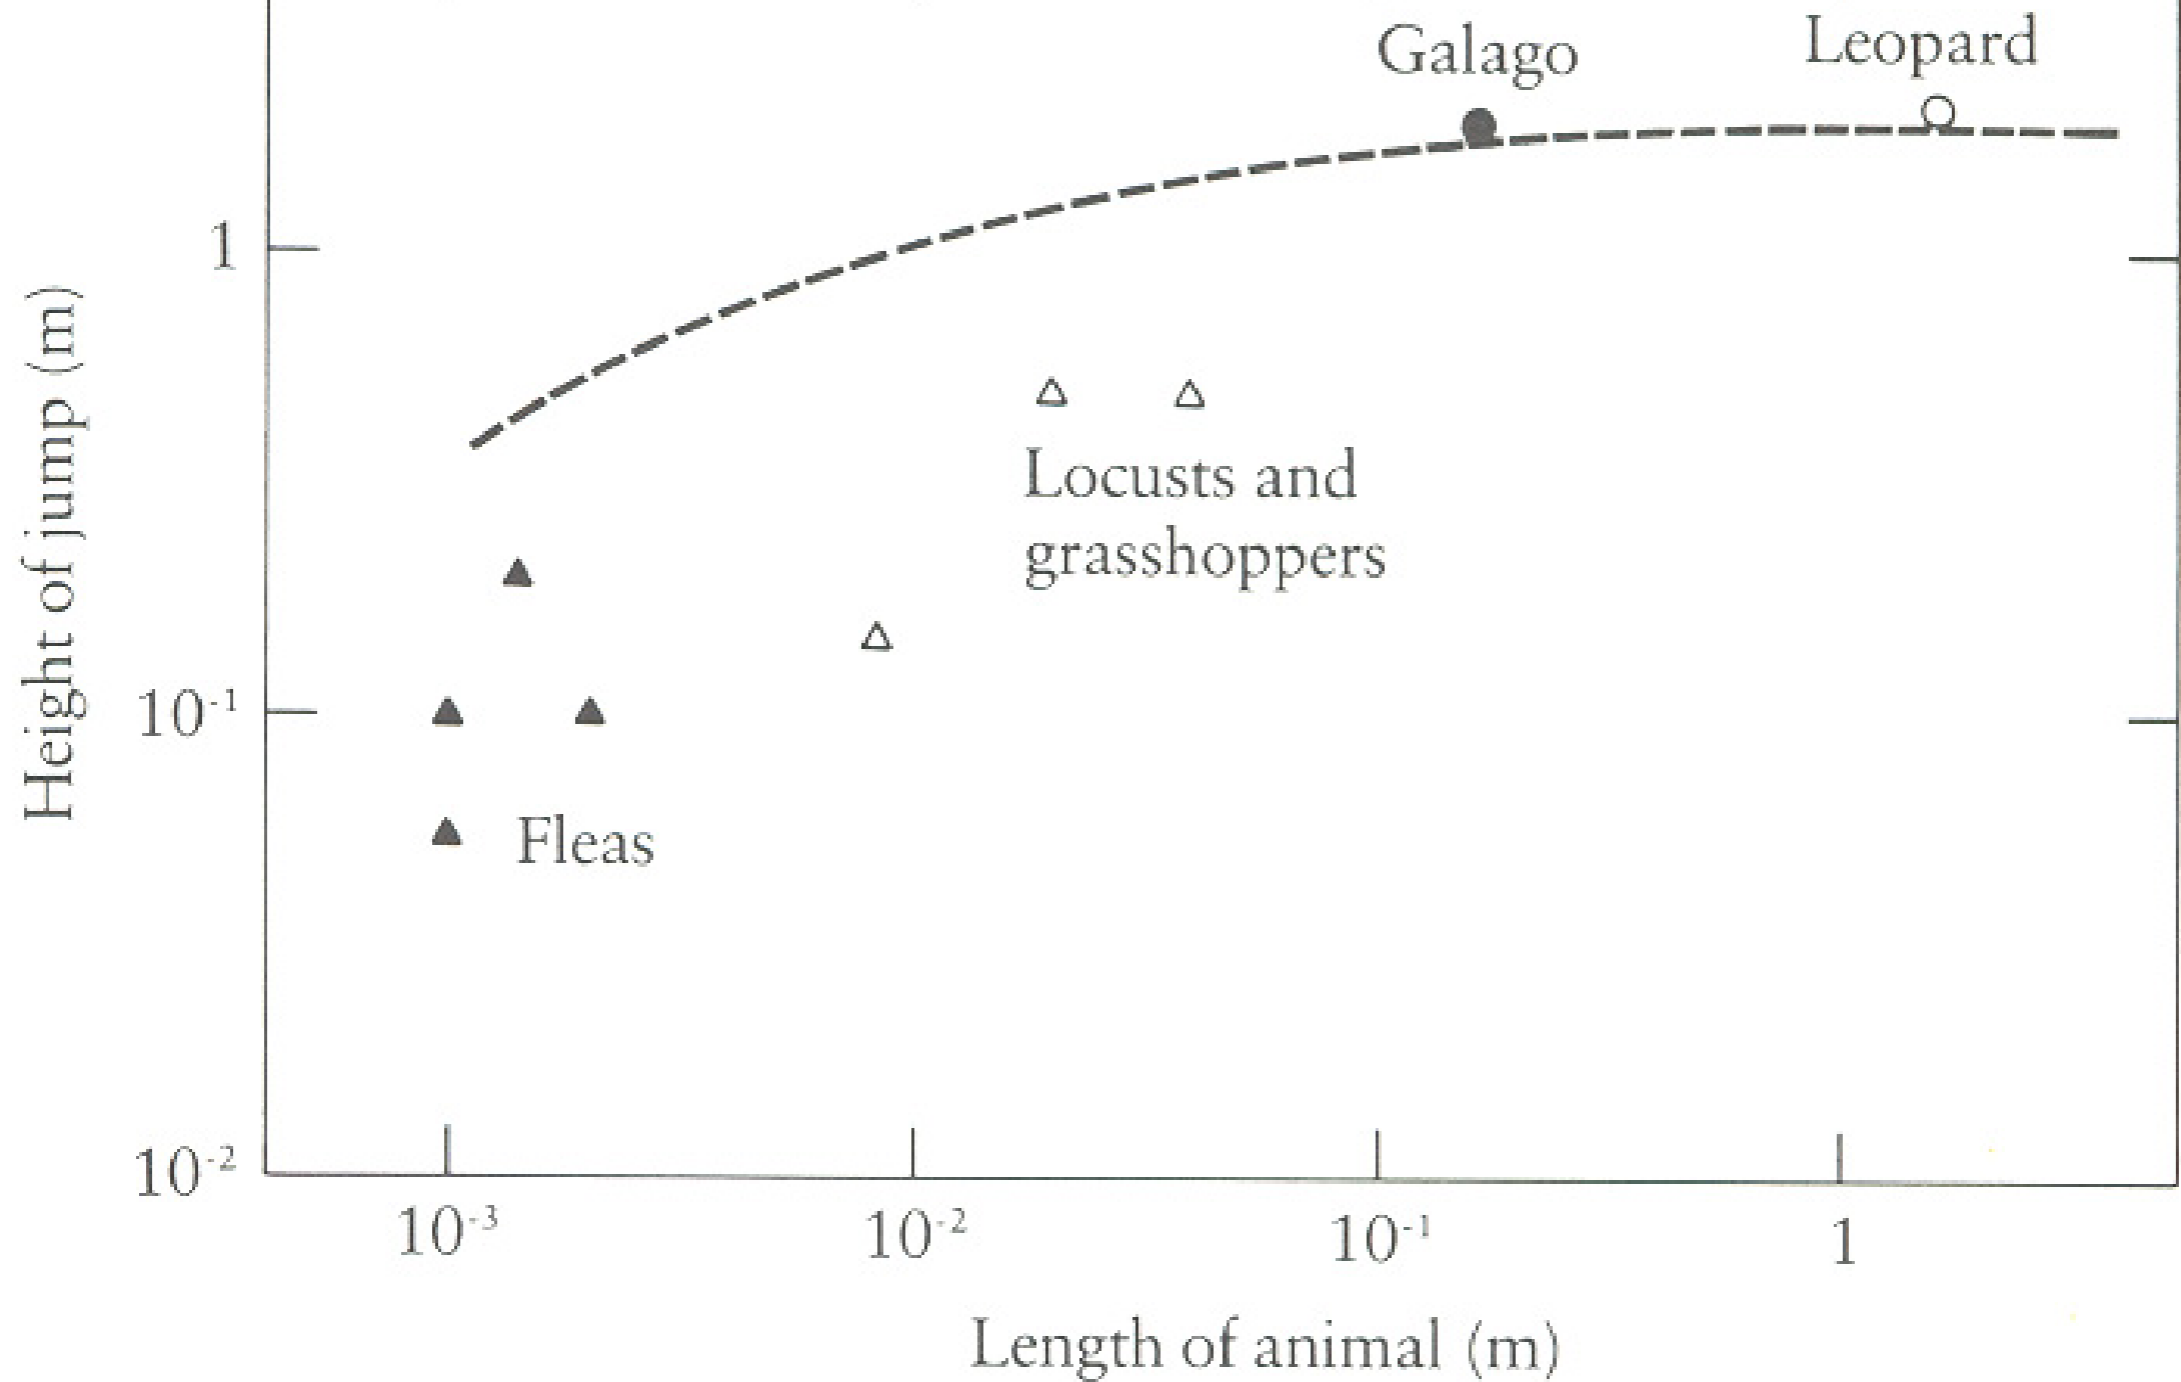 Galago
Leopard
1
Height of jump (m)
Locusts and
grasshoppers
10⁻¹
Fleas
10⁻²
10⁻³
10⁻²
10⁻¹
1
Length of animal (m)